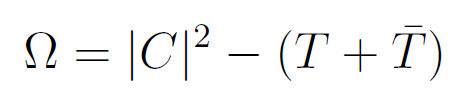 Ω = |C|² − (T + T̄)